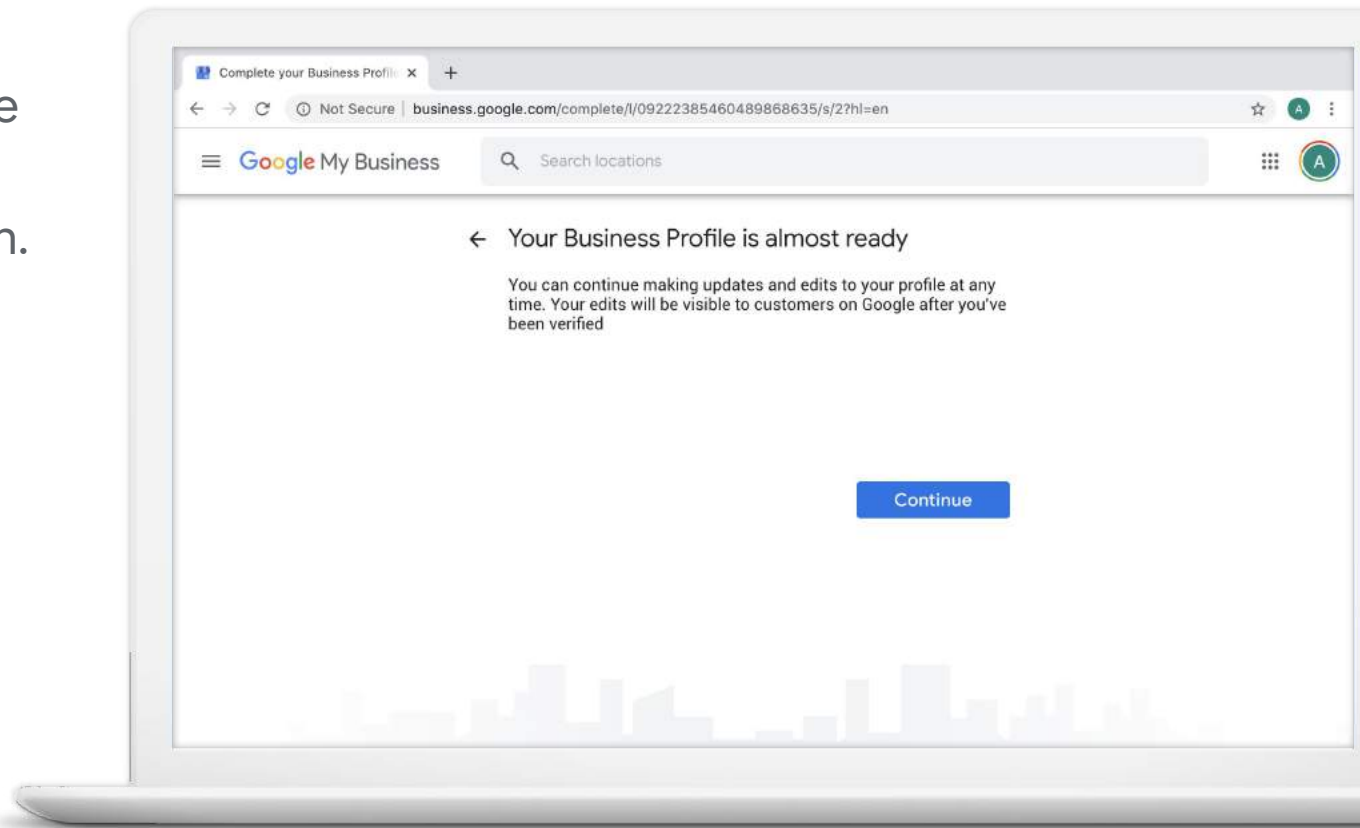 e
n.
Complete your Business Profil
Not Secure | business.google.com/complete/l/09222385460489868635/s/2?hl=en
A
Google My Business
Search locations
A
Your Business Profile is almost ready
You can continue making updates and edits to your profile at any
time. Your edits will be visible to customers on Google after you've
been verified
Continue